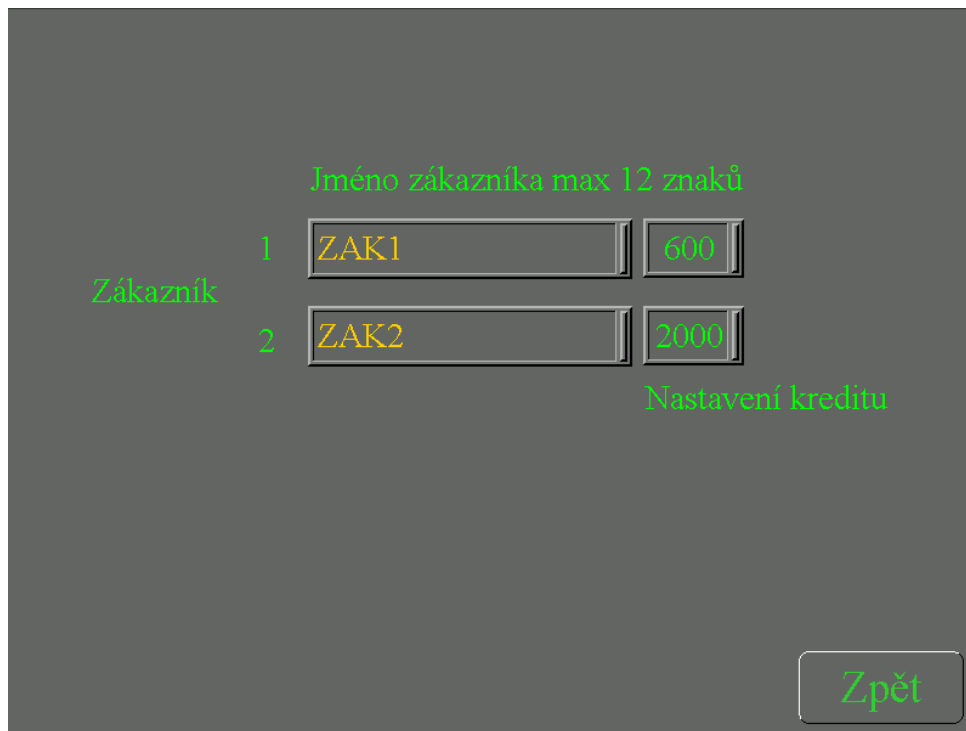 Jméno zákazníka max 12 znaků
1 ZAK1 600
Zákazník
2 ZAK2 2000
Nastavení kreditu
Zpět